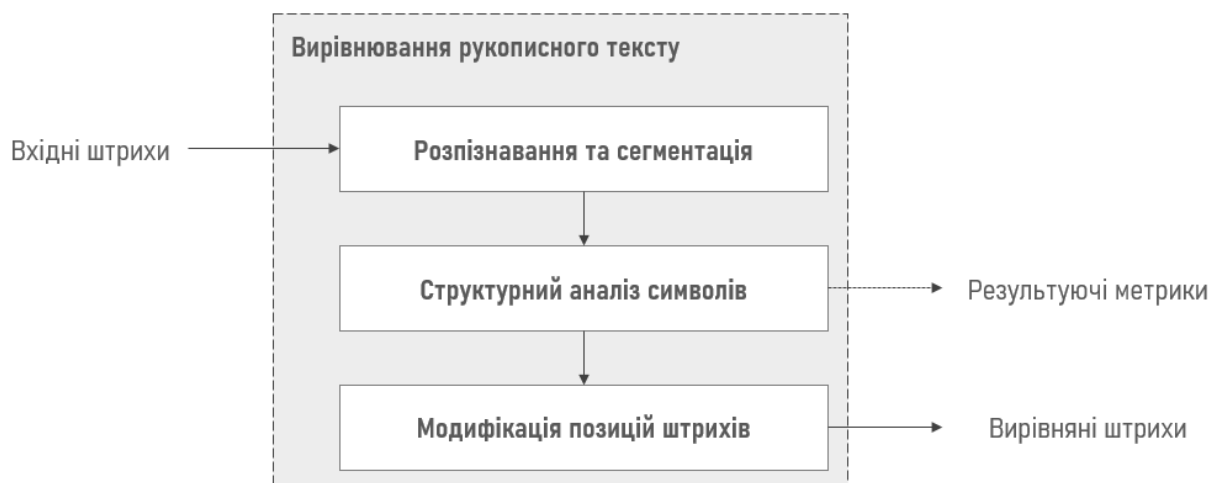 Вирівнювання рукописного тексту
Вхідні штрихи
Розпізнавання та сегментація
Структурний аналіз символів
Результуючі метрики
Модифікація позицій штрихів
Вирівняні штрихи